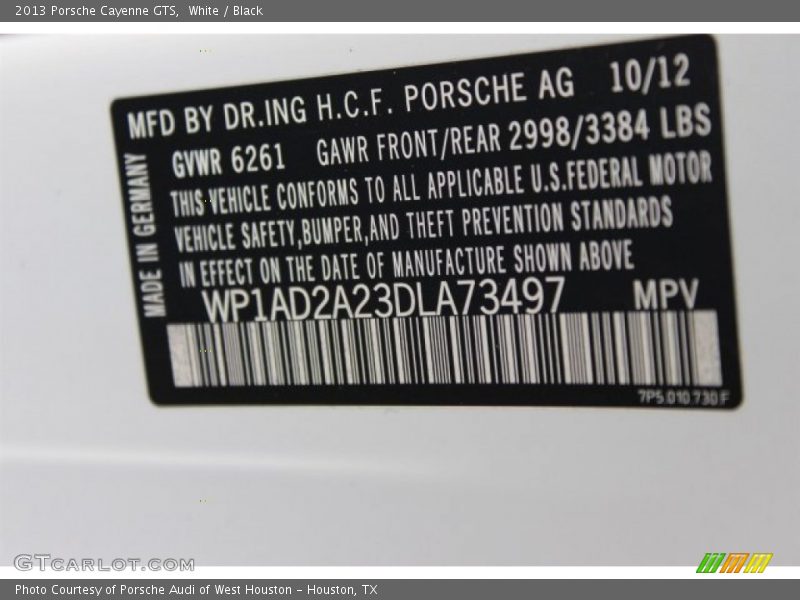 2013 Porsche Cayenne GTS, White / Black
MFD BY DR.ING H.C.F. PORSCHE AG 10/12
GVWR 6261 GAWR FRONT/REAR 2998/3384 LBS
THIS VEHICLE CONFORMS TO ALL APPLICABLE U.S.FEDERAL MOTOR
VEHICLE SAFETY,BUMPER,AND THEFT PREVENTION STANDARDS
IN EFFECT ON THE DATE OF MANUFACTURE SHOWN ABOVE
MADE IN GERMANY
WP1AD2A23DLA73497 MPV
7P5.010.730 F
GTCARLOT.COM
Photo Courtesy of Porsche Audi of West Houston - Houston, TX